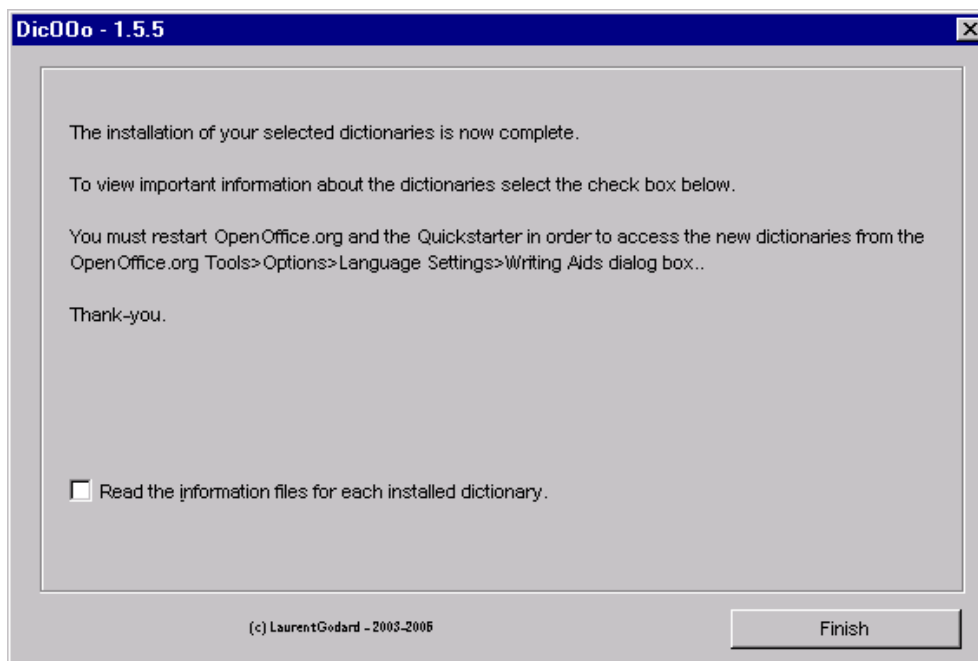 DicOOo - 1.5.5
The installation of your selected dictionaries is now complete.
To view important information about the dictionaries select the check box below.
You must restart OpenOffice.org and the Quickstarter in order to access the new dictionaries from the
OpenOffice.org Tools>Options>Language Settings>Writing Aids dialog box..
Thank-you.
Read the information files for each installed dictionary.
(c) LaurentGodard - 2003-2005
Finish